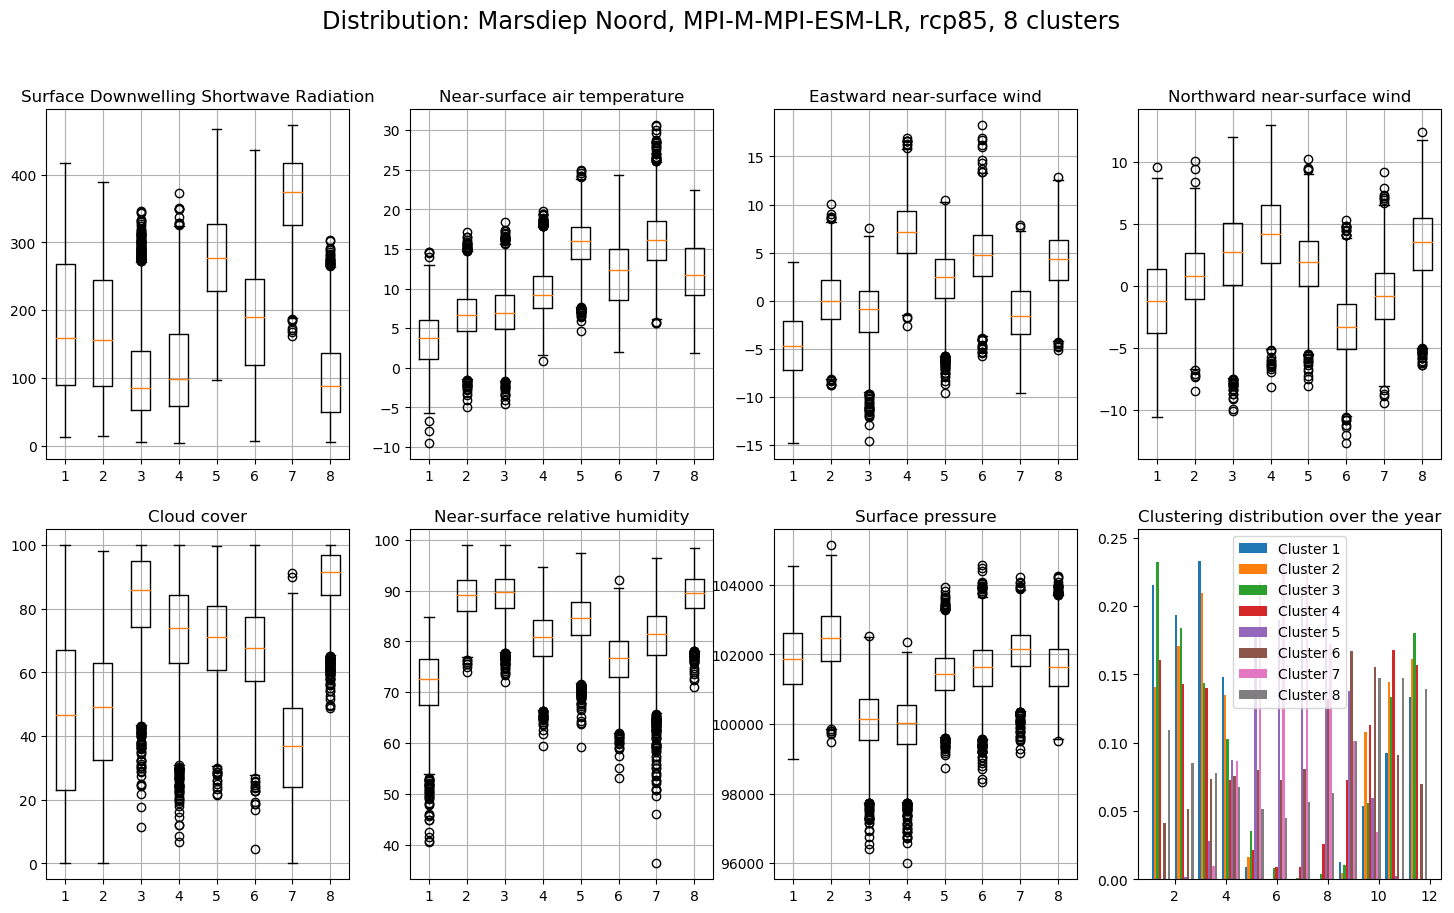 Distribution: Marsdiep Noord, MPI-M-MPI-ESM-LR, rcp85, 8 clusters
Surface Downwelling Shortwave Radiation
400
300
200
100
0
1 2 3 4 5 6 7 8
Near-surface air temperature
30
25
20
15
10
5
0
−5
−10
1 2 3 4 5 6 7 8
Eastward near-surface wind
15
10
5
0
−5
−10
−15
1 2 3 4 5 6 7 8
Northward near-surface wind
10
5
0
−5
−10
1 2 3 4 5 6 7 8
Cloud cover
100
80
60
40
20
0
1 2 3 4 5 6 7 8
Near-surface relative humidity
100
90
80
70
60
50
40
1 2 3 4 5 6 7 8
Surface pressure
104000
102000
100000
98000
96000
1 2 3 4 5 6 7 8
Clustering distribution over the year
0.25
0.20
0.15
0.10
0.05
0.00
2 4 6 8 10 12
Cluster 1
Cluster 2
Cluster 3
Cluster 4
Cluster 5
Cluster 6
Cluster 7
Cluster 8